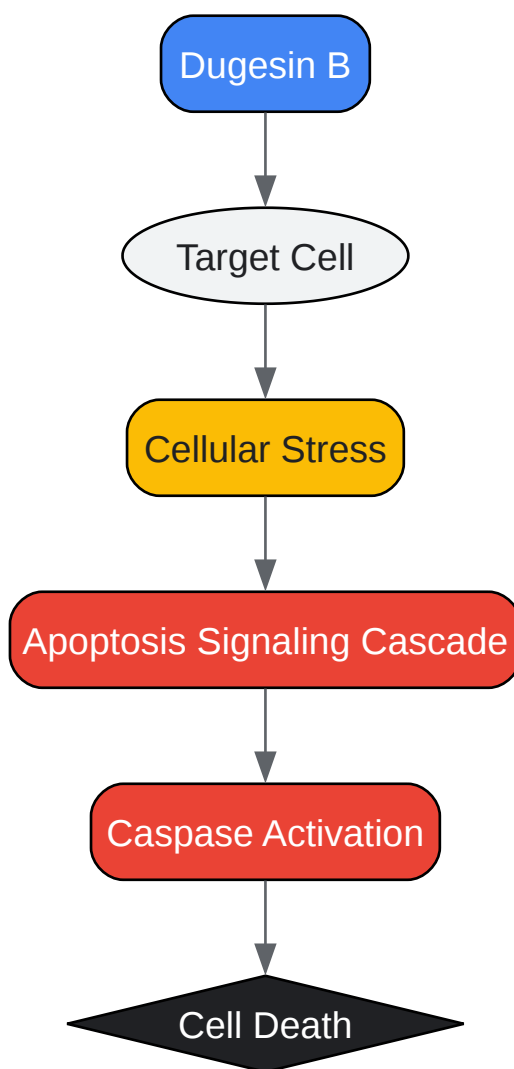 Dugesin B
Target Cell
Cellular Stress
Apoptosis Signaling Cascade
Caspase Activation
Cell Death